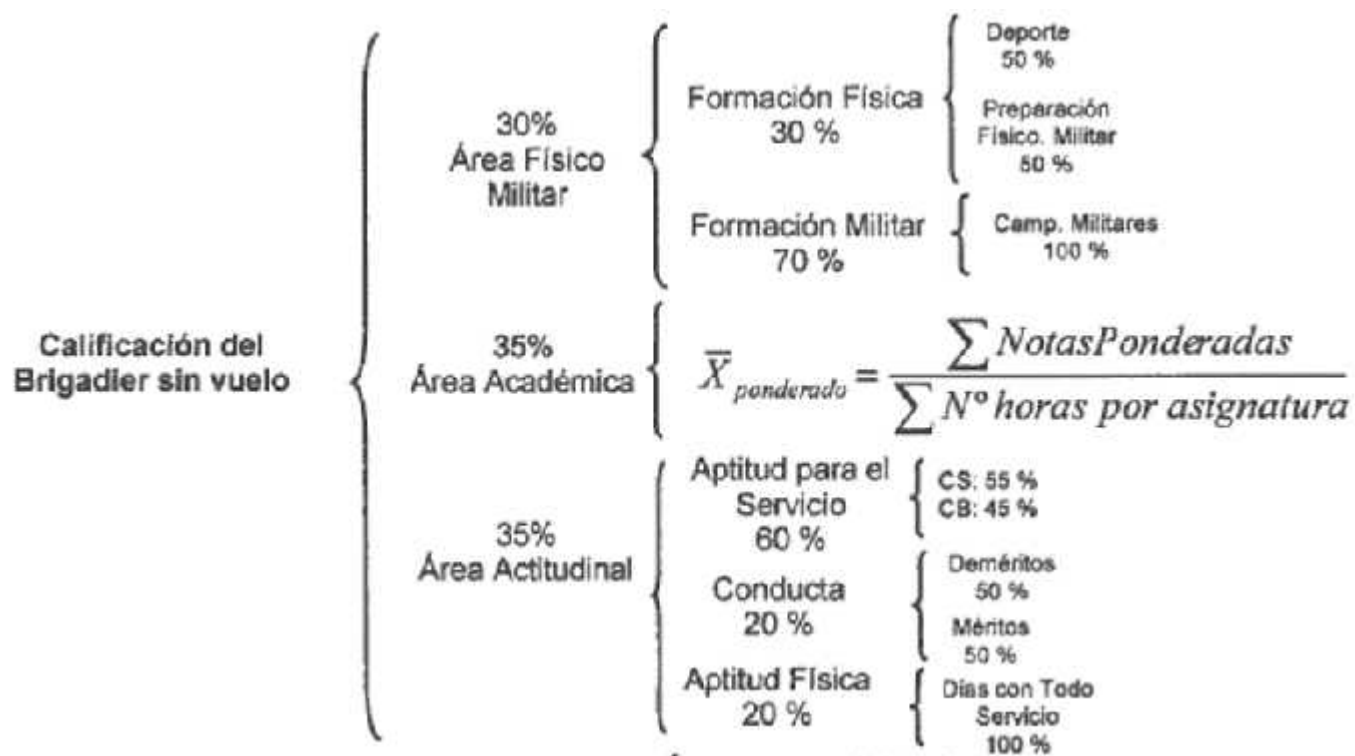 Calificación del
Brigadier sin vuelo
30%
Área Físico
Militar
Formación Física
30 %
Deporte
50 %
Preparación
Físico. Militar
50 %
Formación Militar
70 %
Camp. Militares
100 %
35%
Área Académica
X̅ ponderado = ∑ NotasPonderadas
∑ Nº horas por asignatura
35%
Área Actitudinal
Aptitud para el
Servicio
60 %
CS: 55 %
CB: 45 %
Conducta
20 %
Deméritos
50 %
Méritos
50 %
Aptitud Física
20 %
Días con Todo
Servicio
100 %